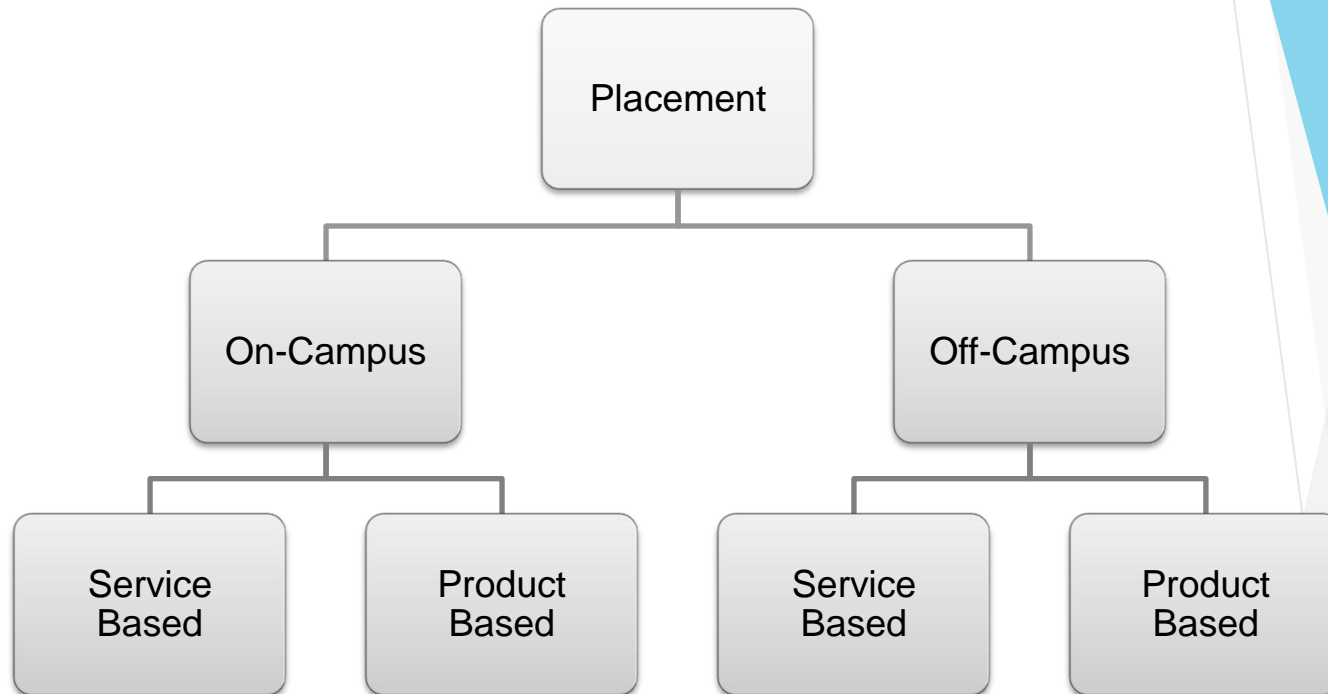 Placement
On-Campus
Off-Campus
Service
Based
Product
Based
Service
Based
Product
Based